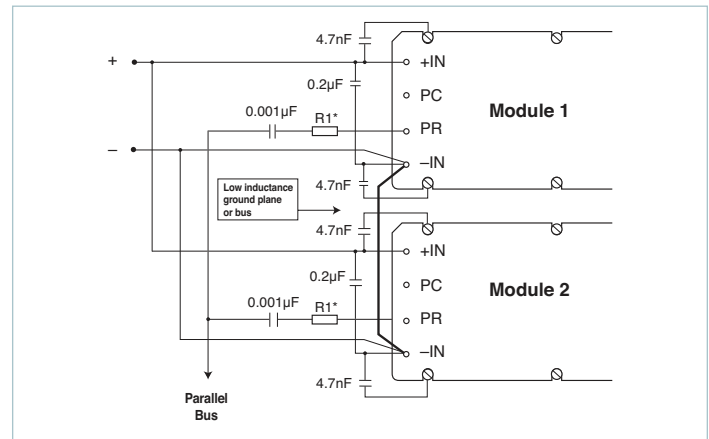 4.7nF
+
+IN
0.2µF
PC
Module 1
0.001µF
R1*
PR
–
–IN
4.7nF
Low inductance
ground plane
or bus
4.7nF
+IN
0.2µF
PC
Module 2
0.001µF
R1*
PR
–IN
4.7nF
Parallel
Bus